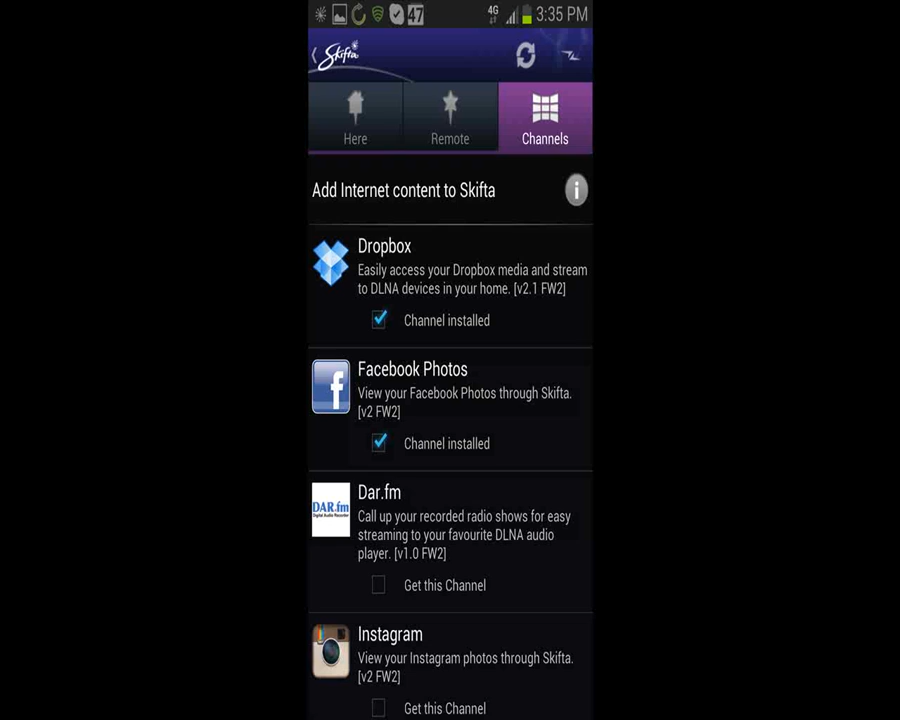 47 4G 3:35 PM
Skifta
Here Remote Channels
Add Internet content to Skifta i
Dropbox
Easily access your Dropbox media and stream
to DLNA devices in your home. [v2.1 FW2]
Channel installed
Facebook Photos
View your Facebook Photos through Skifta.
[v2 FW2]
Channel installed
DAR.fm
Digital Audio Recorder
Dar.fm
Call up your recorded radio shows for easy
streaming to your favourite DLNA audio
player. [v1.0 FW2]
Get this Channel
Instagram
View your Instagram photos through Skifta.
[v2 FW2]
Get this Channel